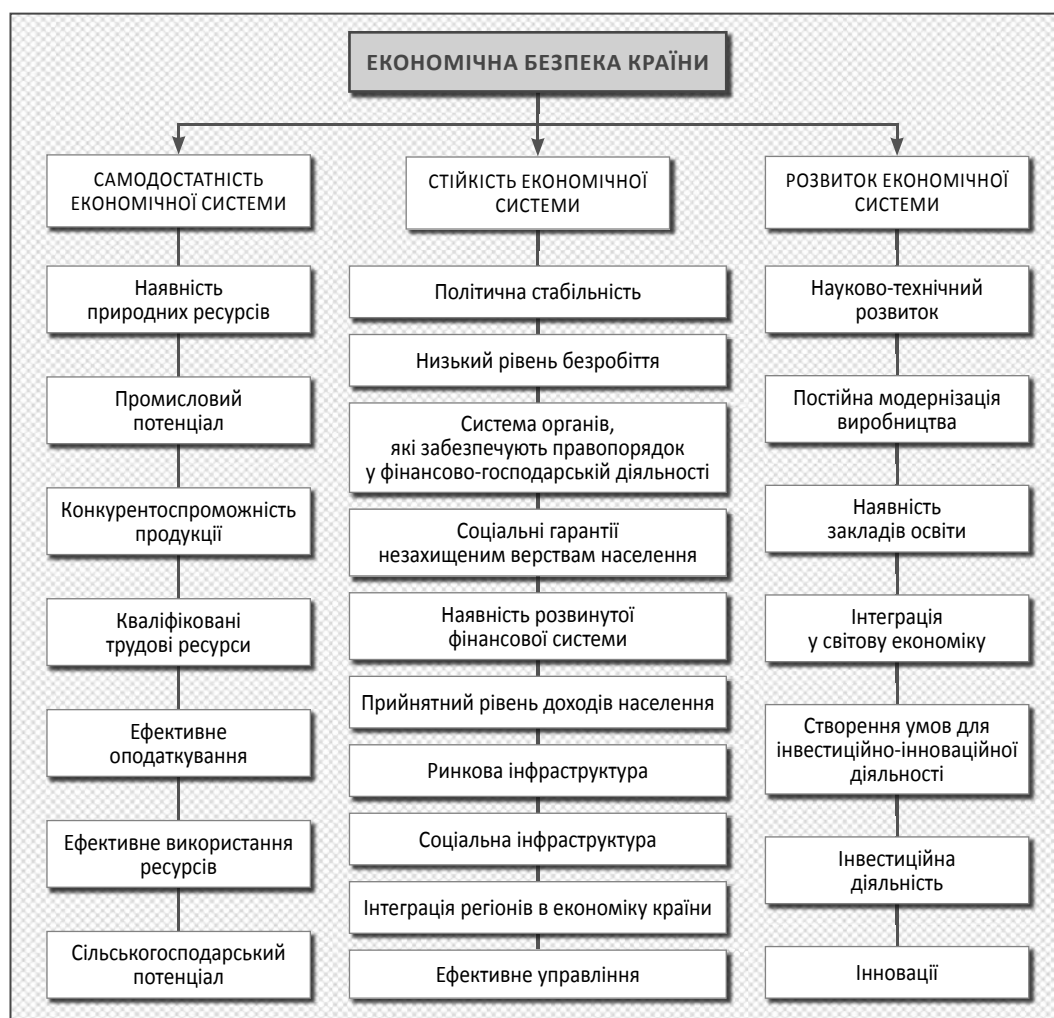 ЕКОНОМІЧНА БЕЗПЕКА КРАЇНИ
САМОДОСТАТНІСТЬ
ЕКОНОМІЧНОЇ СИСТЕМИ
Наявність
природних ресурсів
Промисловий
потенціал
Конкурентоспроможність
продукції
Кваліфіковані
трудові ресурси
Ефективне
оподаткування
Ефективне використання
ресурсів
Сільськогосподарський
потенціал
СТІЙКІСТЬ ЕКОНОМІЧНОЇ
СИСТЕМИ
Політична стабільність
Низький рівень безробіття
Система органів,
які забезпечують правопорядок
у фінансово-господарській діяльності
Соціальні гарантії
незахищеним верствам населення
Наявність розвинутої
фінансової системи
Прийнятний рівень доходів населення
Ринкова інфраструктура
Соціальна інфраструктура
Інтеграція регіонів в економіку країни
Ефективне управління
РОЗВИТОК ЕКОНОМІЧНОЇ
СИСТЕМИ
Науково-технічний
розвиток
Постійна модернізація
виробництва
Наявність
закладів освіти
Інтеграція
у світову економіку
Створення умов для
інвестиційно-інноваційної
діяльності
Інвестиційна
діяльність
Інновації